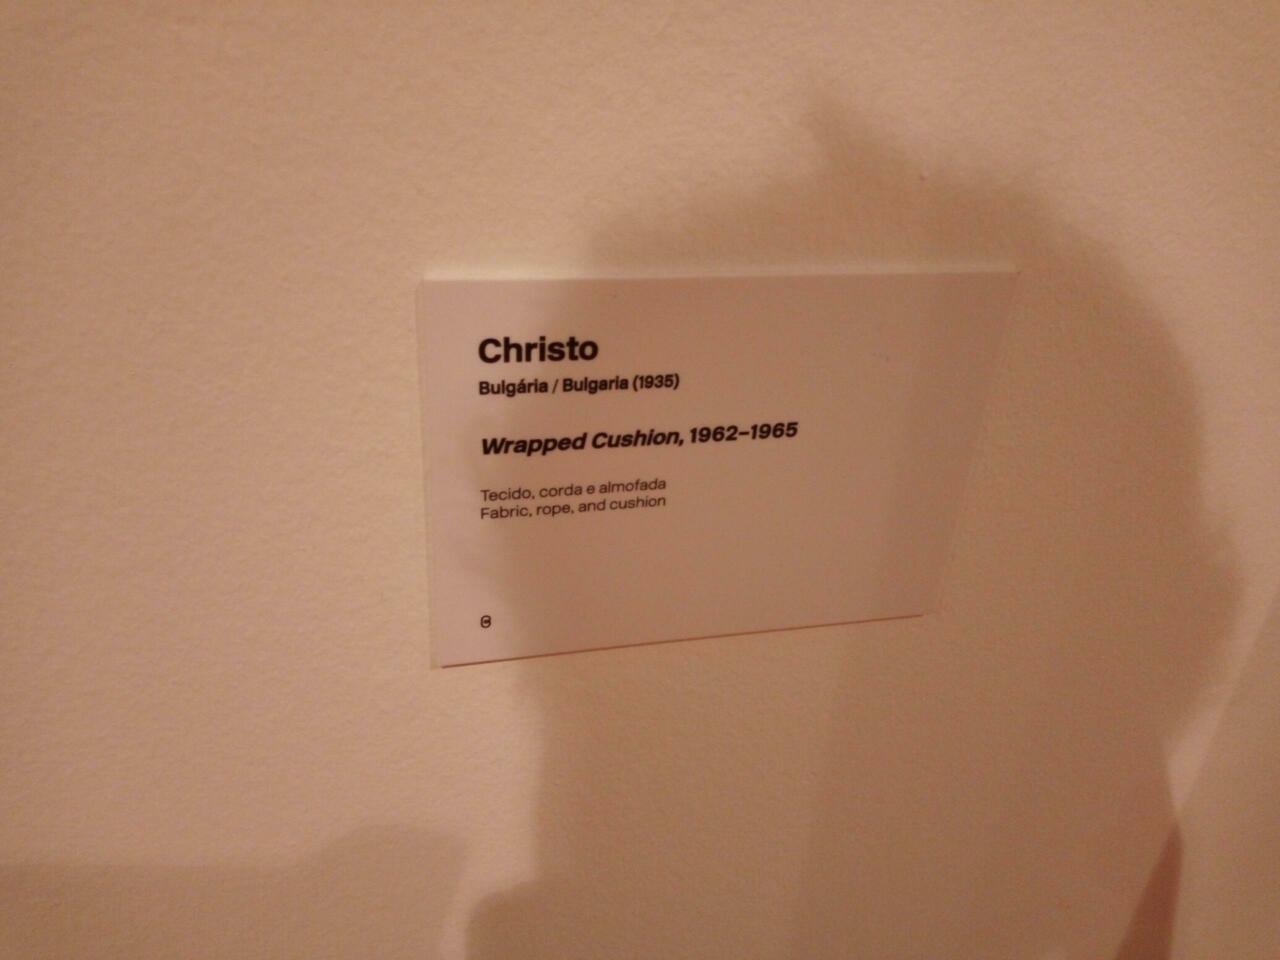 Christo
Bulgária / Bulgaria (1935)
Wrapped Cushion, 1962–1965
Tecido, corda e almofada
Fabric, rope, and cushion